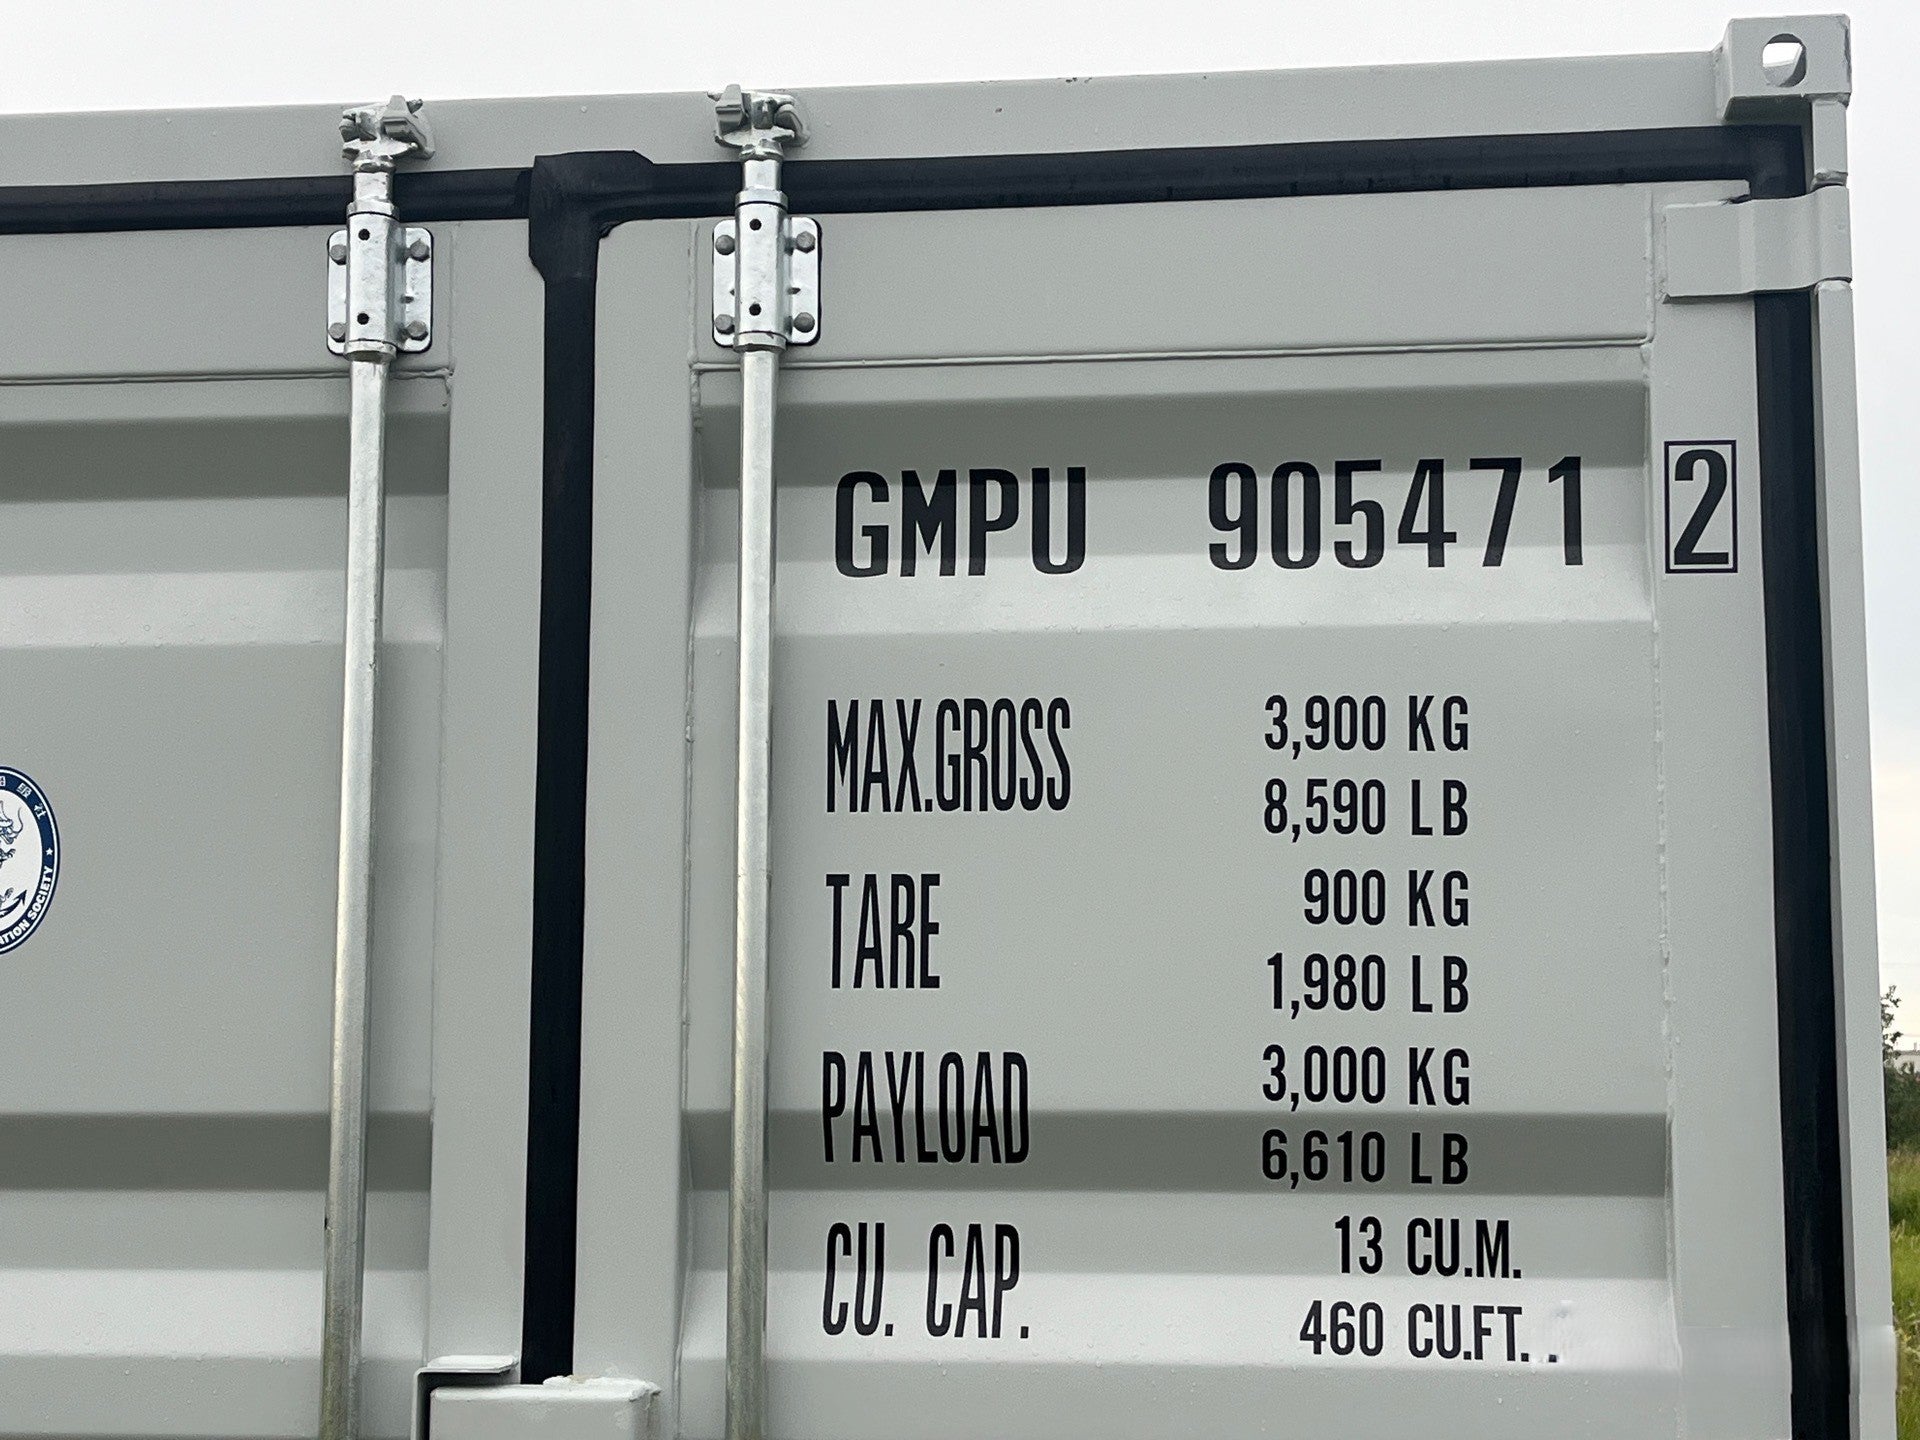 GMPU 905471 2
MAX.GROSS 3,900 KG
8,590 LB
TARE 900 KG
1,980 LB
PAYLOAD 3,000 KG
6,610 LB
CU. CAP. 13 CU.M.
460 CU.FT.
SOCIETY